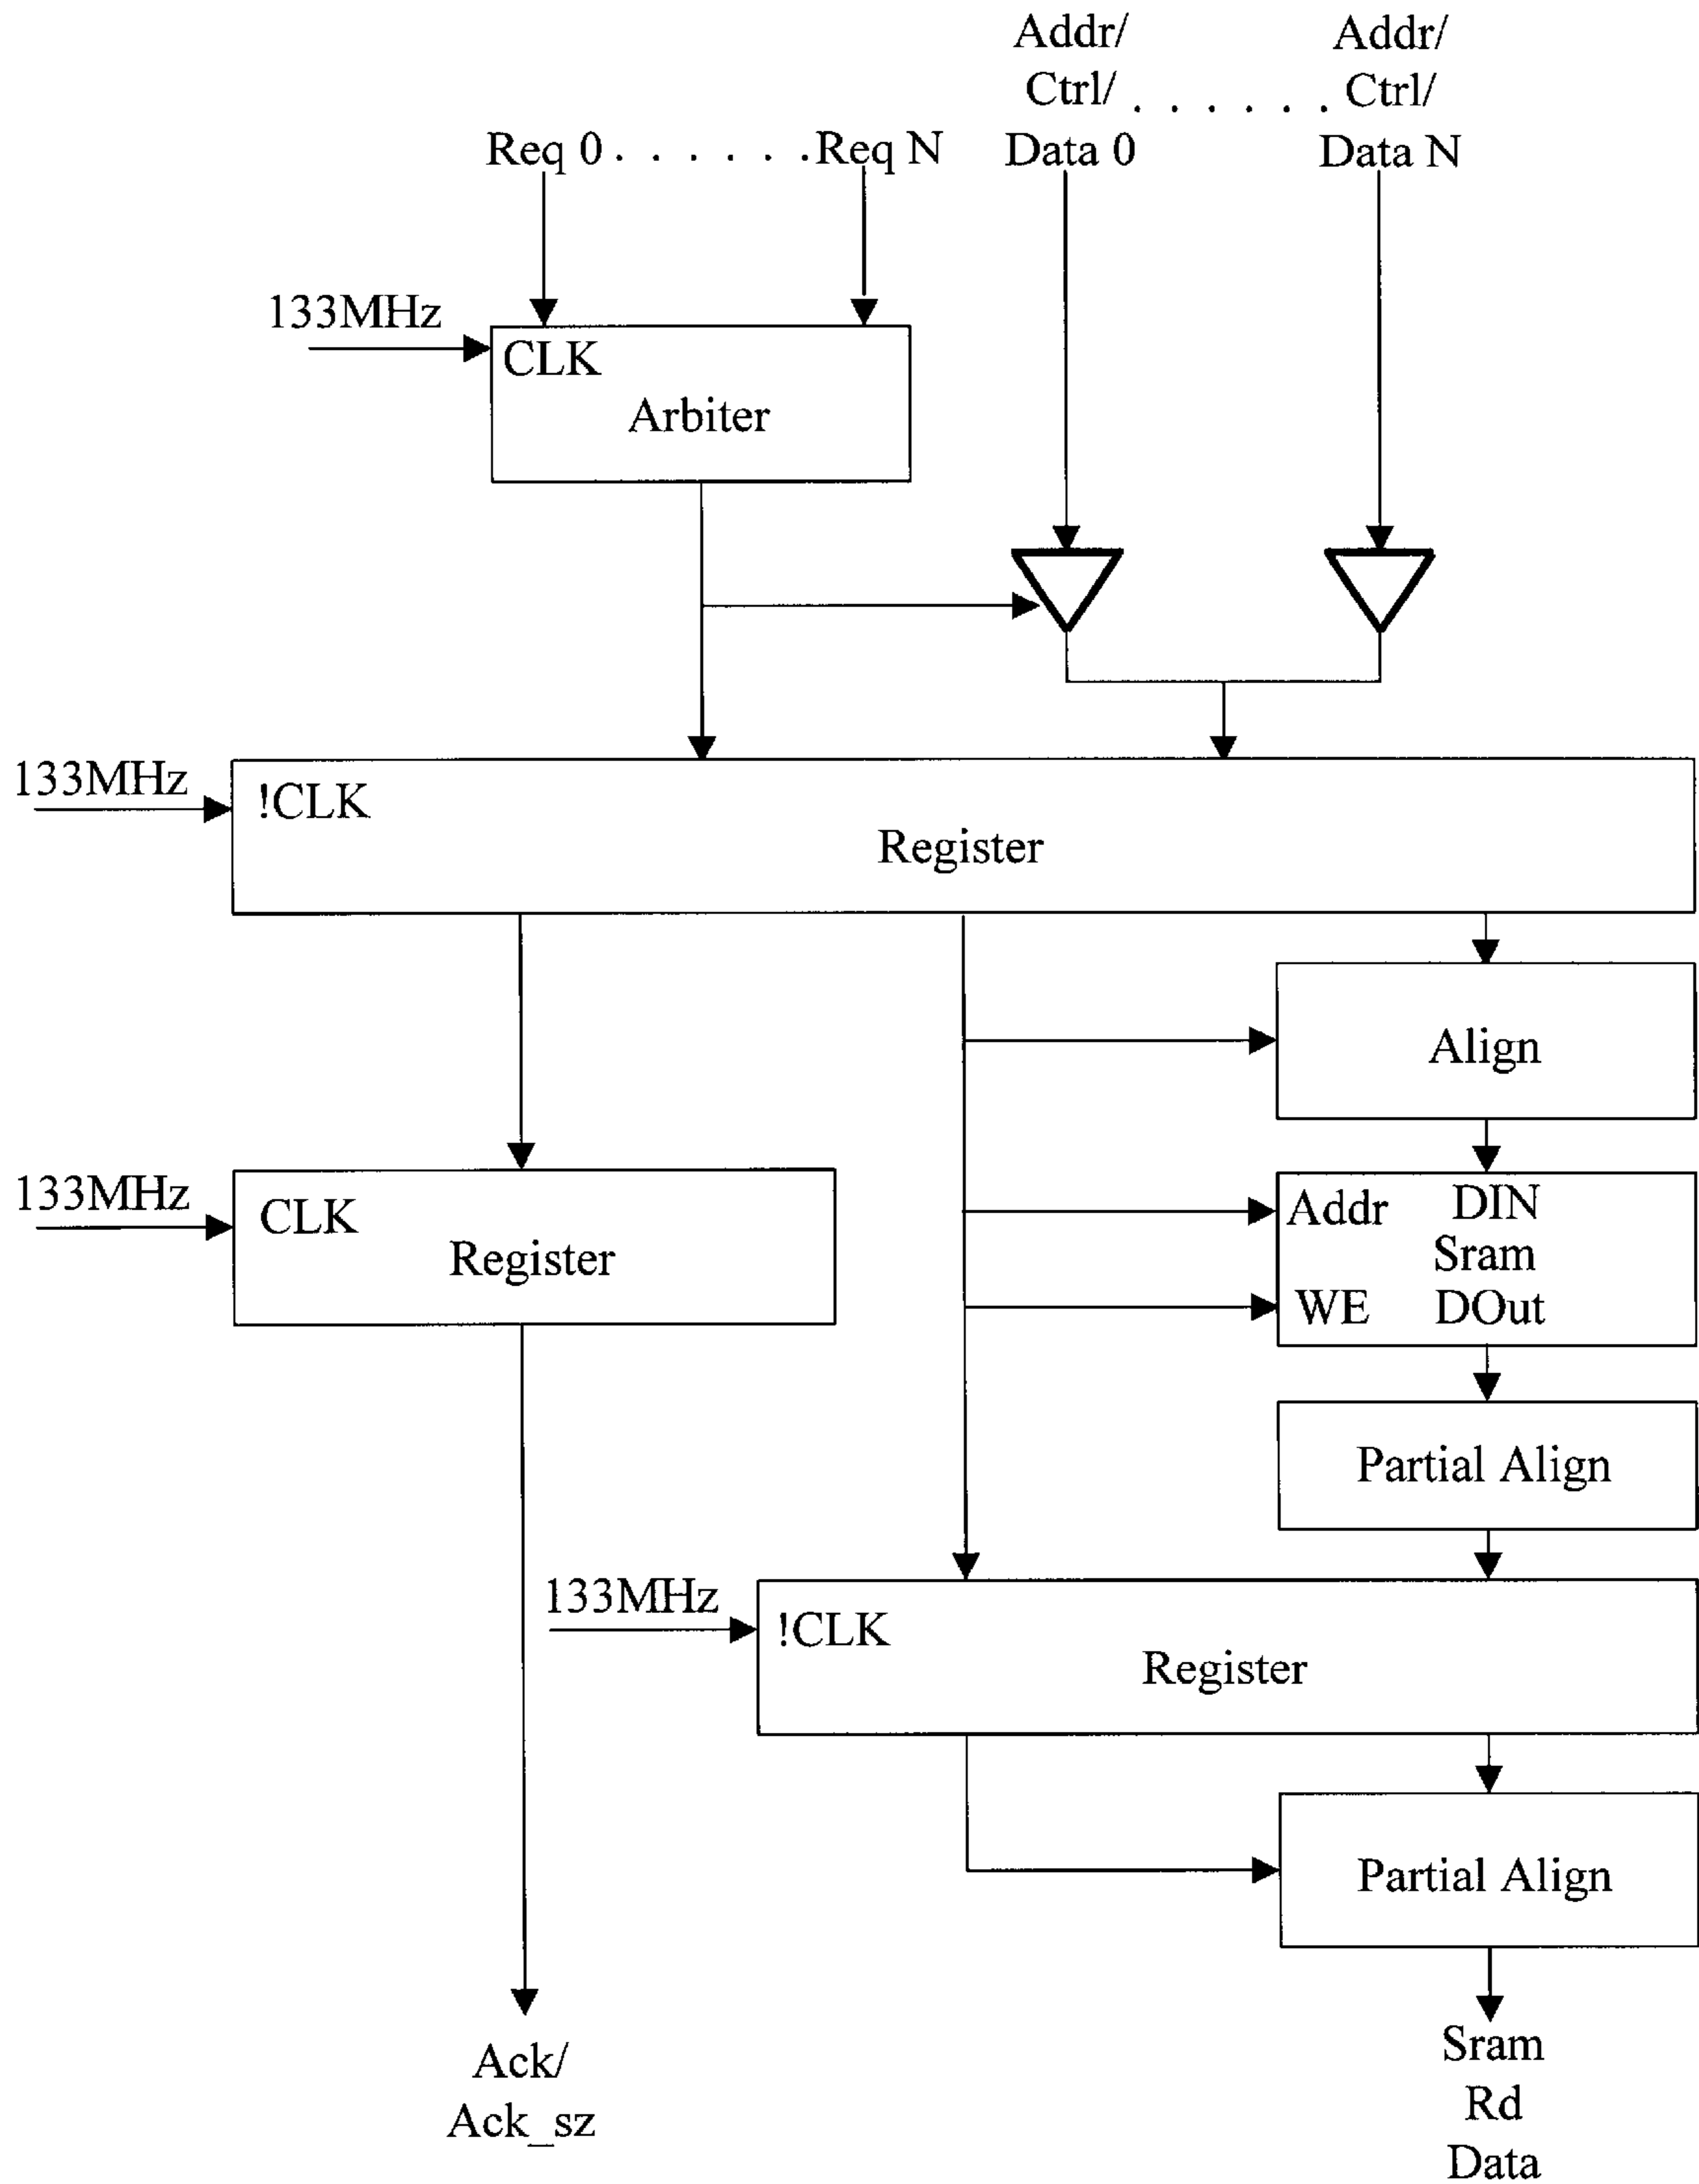 Addr/
Ctrl/
Data 0
. . . . . .
Addr/
Ctrl/
Data N
Req 0 . . . . . . Req N
133MHz
CLK
Arbiter
133MHz
!CLK
Register
Align
133MHz
CLK
Register
Addr DIN
Sram
WE DOut
Partial Align
133MHz
!CLK
Register
Partial Align
Ack/
Ack_sz
Sram
Rd
Data